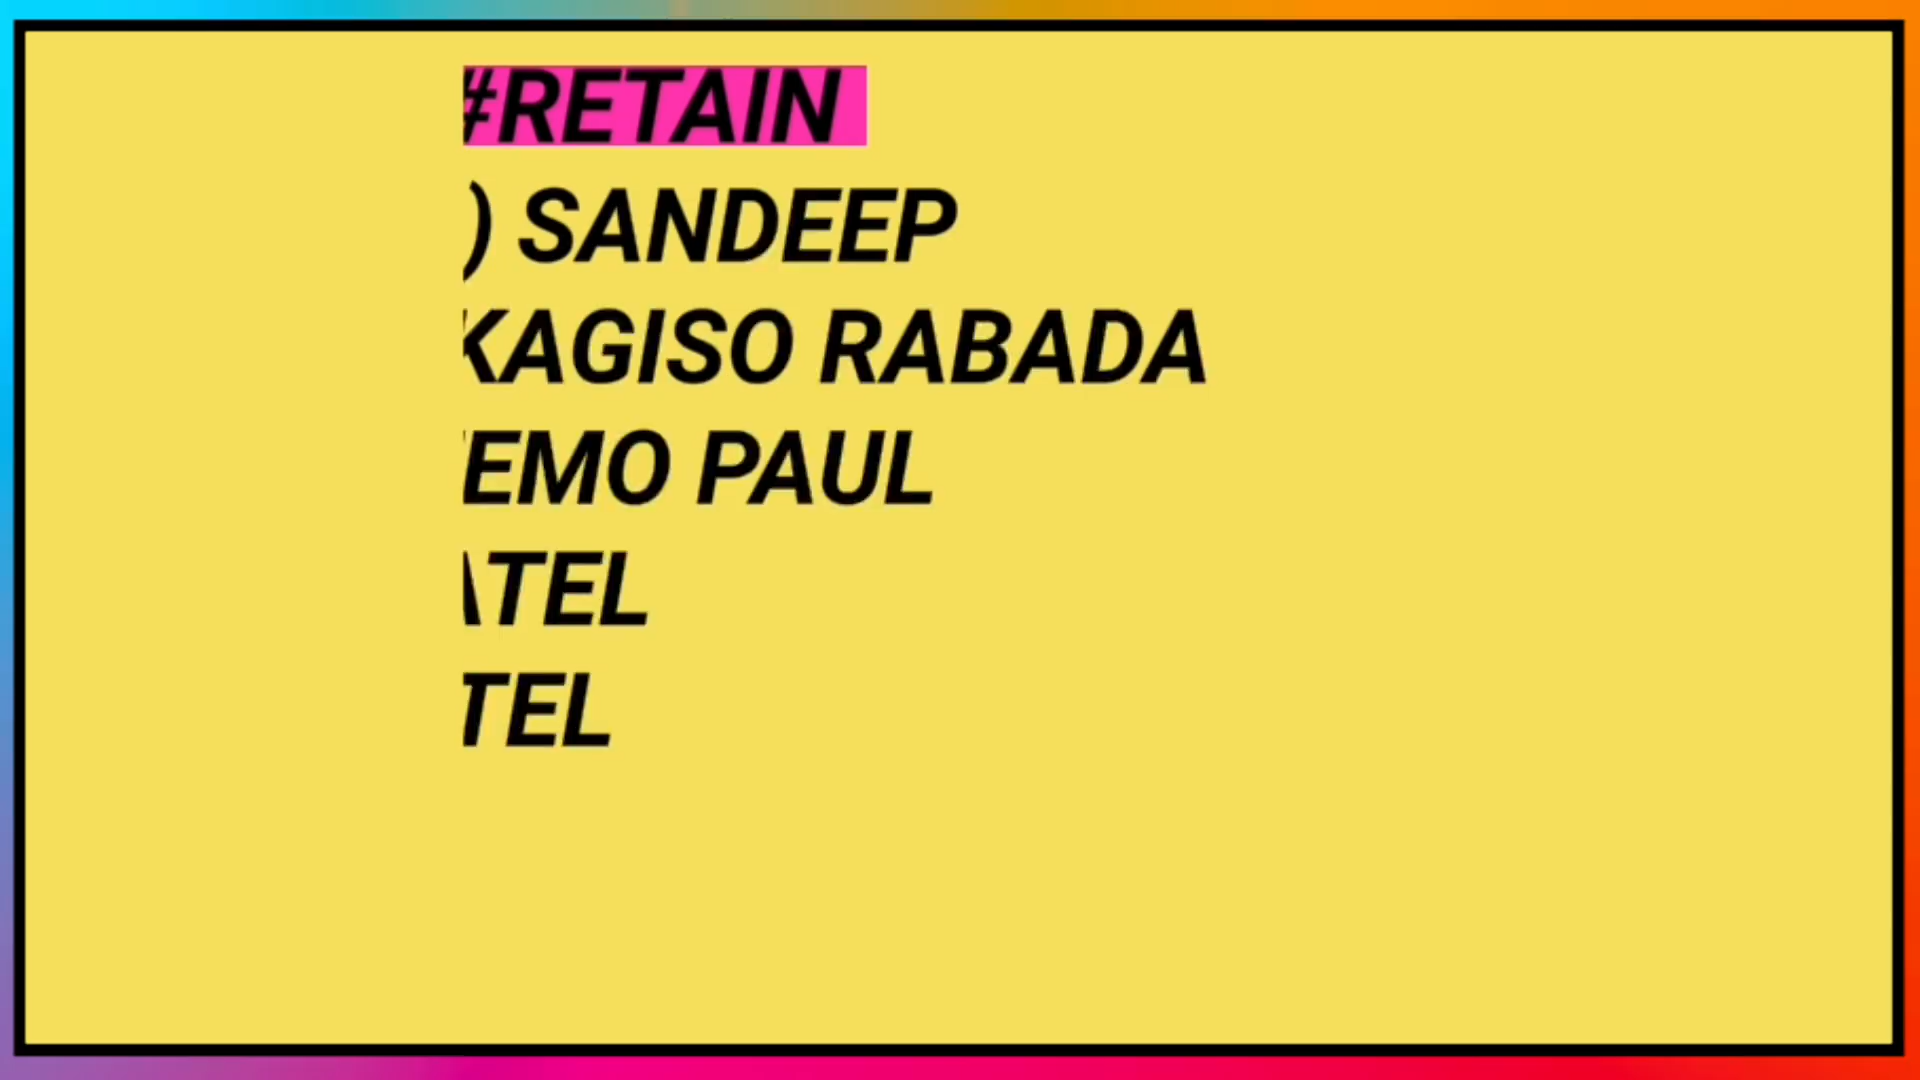 #RETAIN
) SANDEEP
KAGISO RABADA
EMO PAUL
TEL
TEL